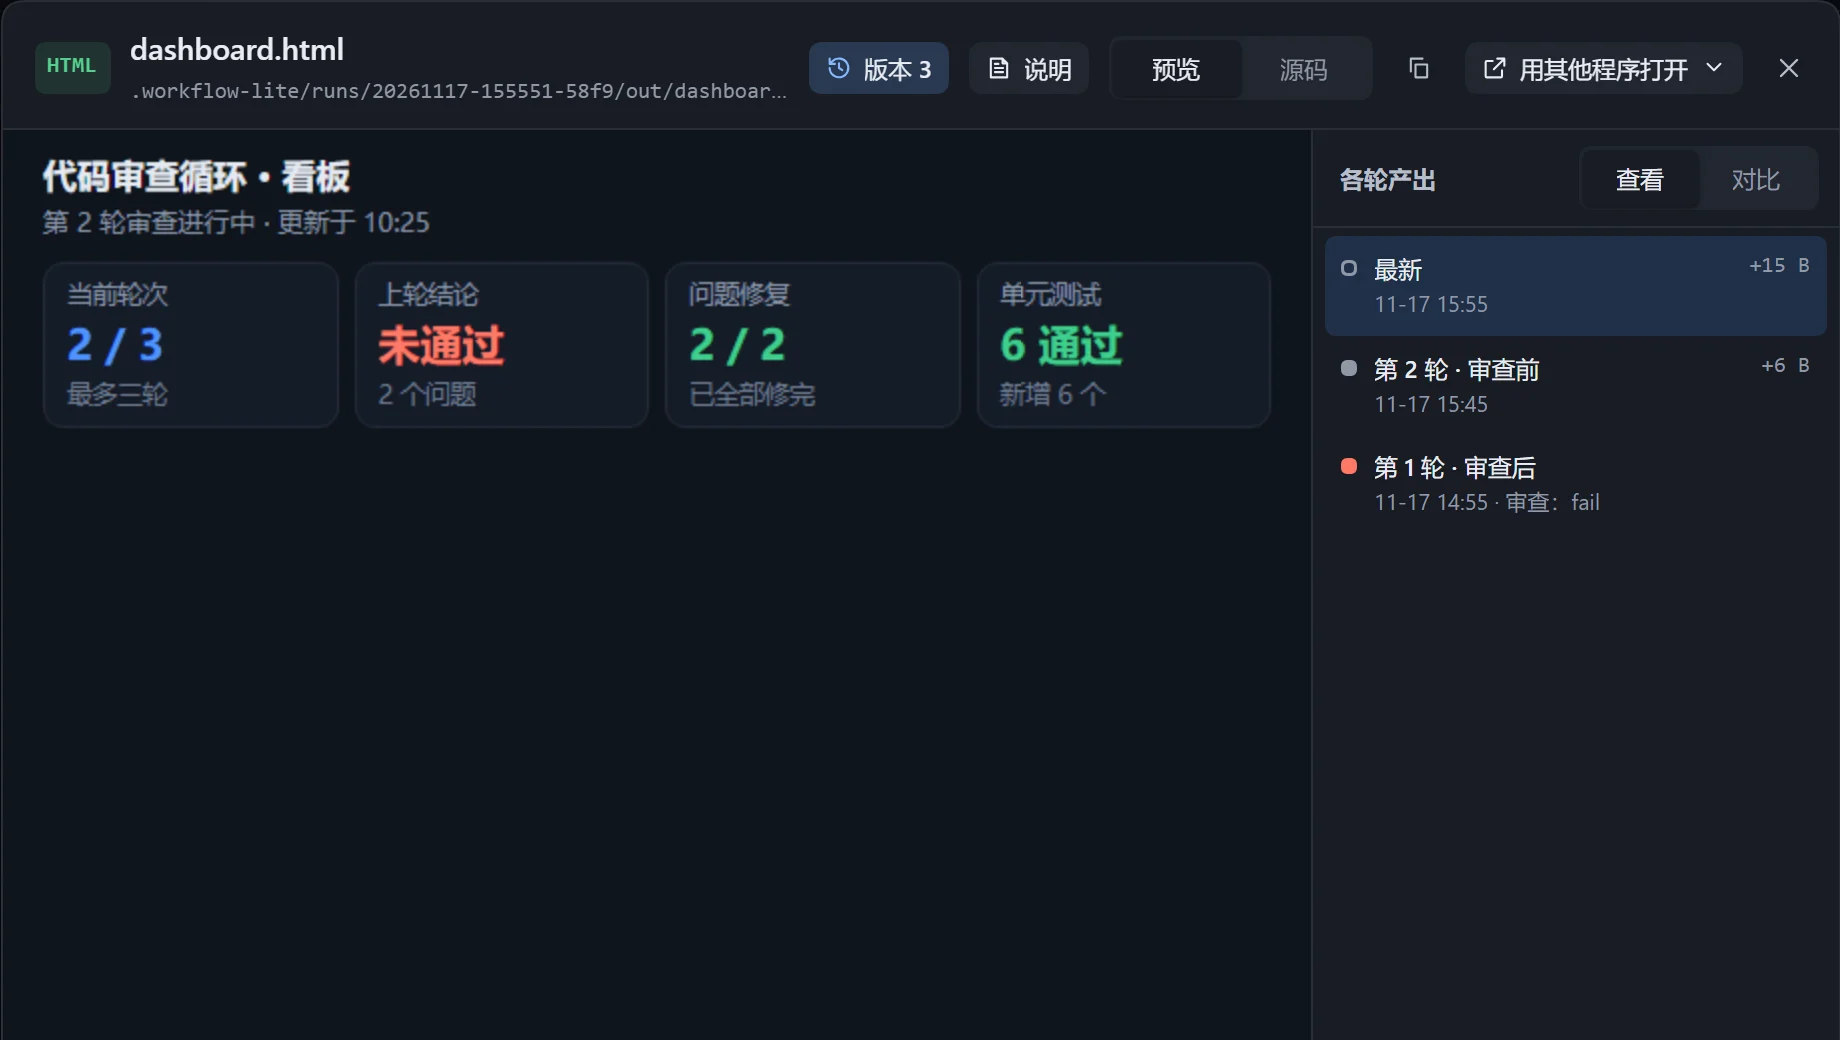 HTML
dashboard.html
.workflow-lite/runs/20261117-155551-58f9/out/dashboar...
版本 3
说明
预览
源码
用其他程序打开
代码审查循环 · 看板
第 2 轮审查进行中 · 更新于 10:25
当前轮次
2 / 3
最多三轮
上轮结论
未通过
2 个问题
问题修复
2 / 2
已全部修完
单元测试
6 通过
新增 6 个
各轮产出
查看
对比
最新
+15 B
11-17 15:55
第 2 轮 · 审查前
+6 B
11-17 15:45
第 1 轮 · 审查后
11-17 14:55 · 审查：fail